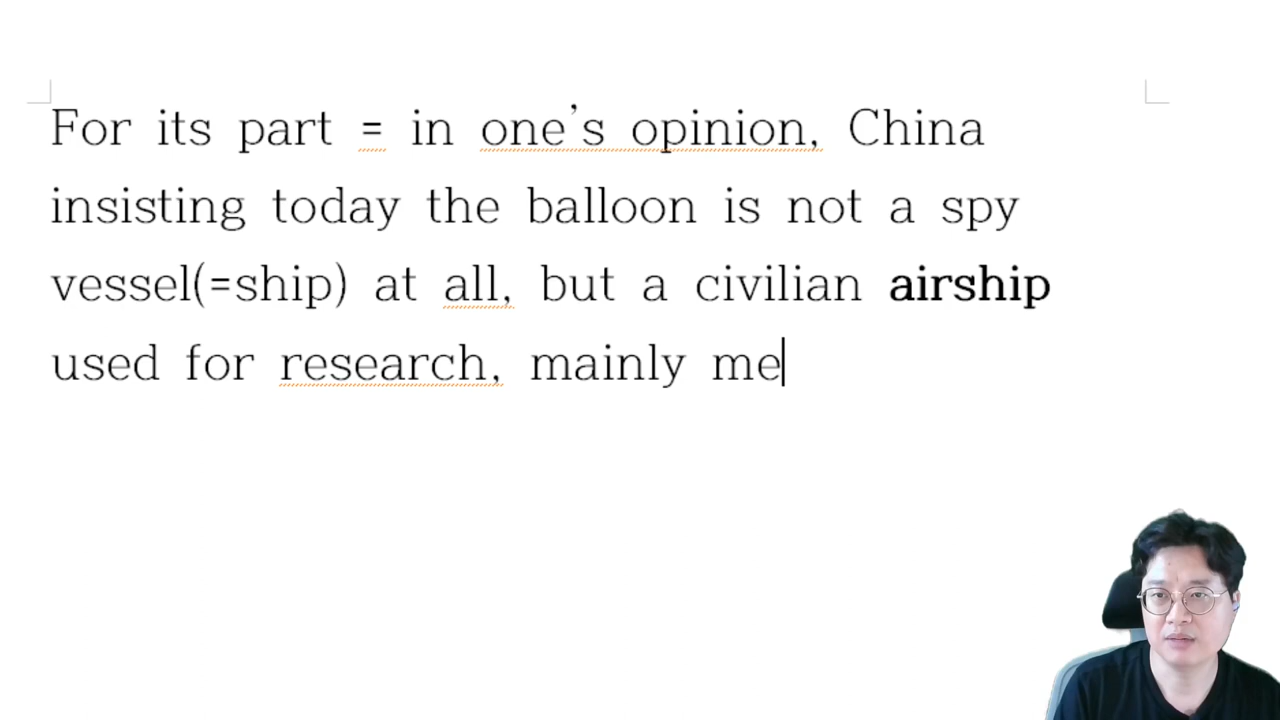 For its part = in one’s opinion, China
insisting today the balloon is not a spy
vessel(=ship) at all, but a civilian airship
used for research, mainly me